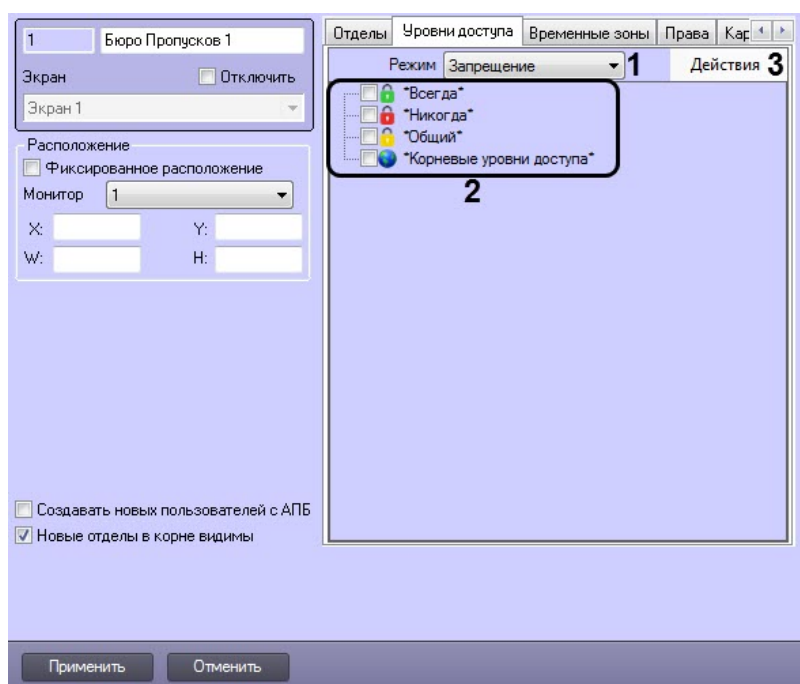 1 Бюро Пропусков 1
Экран Отключить
Экран 1
Расположение
Фиксированное расположение
Монитор 1
X: Y:
W: H:
Создавать новых пользователей с АПБ
Новые отделы в корне видимы
Отделы Уровни доступа Временные зоны Права Кар
Режим Запрещение 1 Действия 3
*Всегда*
*Никогда*
*Общий*
*Корневые уровни доступа*
2
Применить Отменить